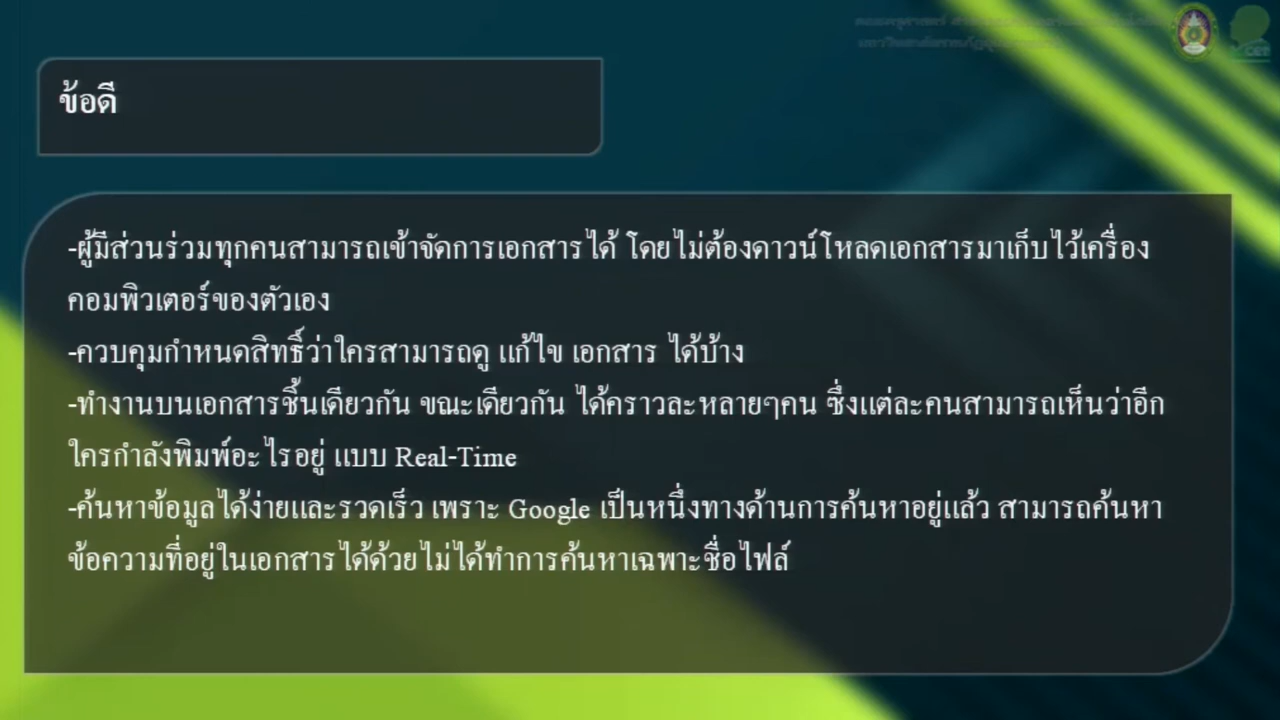 ข้อดี
-ผู้มีส่วนร่วมทุกคนสามารถเข้าจัดการเอกสารได้ โดยไม่ต้องดาวน์โหลดเอกสารมาเก็บไว้เครื่อง
คอมพิวเตอร์ของตัวเอง
-ควบคุมกำหนดสิทธิ์ว่าใครสามารถดู แก้ไข เอกสาร ได้บ้าง
-ทำงานบนเอกสารชิ้นเดียวกัน ขณะเดียวกัน ได้คราวละหลายๆคน ซึ่งแต่ละคนสามารถเห็นว่าอีก
ใครกำลังพิมพ์อะไรอยู่ แบบ Real-Time
-ค้นหาข้อมูลได้ง่ายและรวดเร็ว เพราะ Google เป็นหนึ่งทางด้านการค้นหาอยู่แล้ว สามารถค้นหา
ข้อความที่อยู่ในเอกสารได้ด้วยไม่ได้ทำการค้นหาเฉพาะชื่อไฟล์